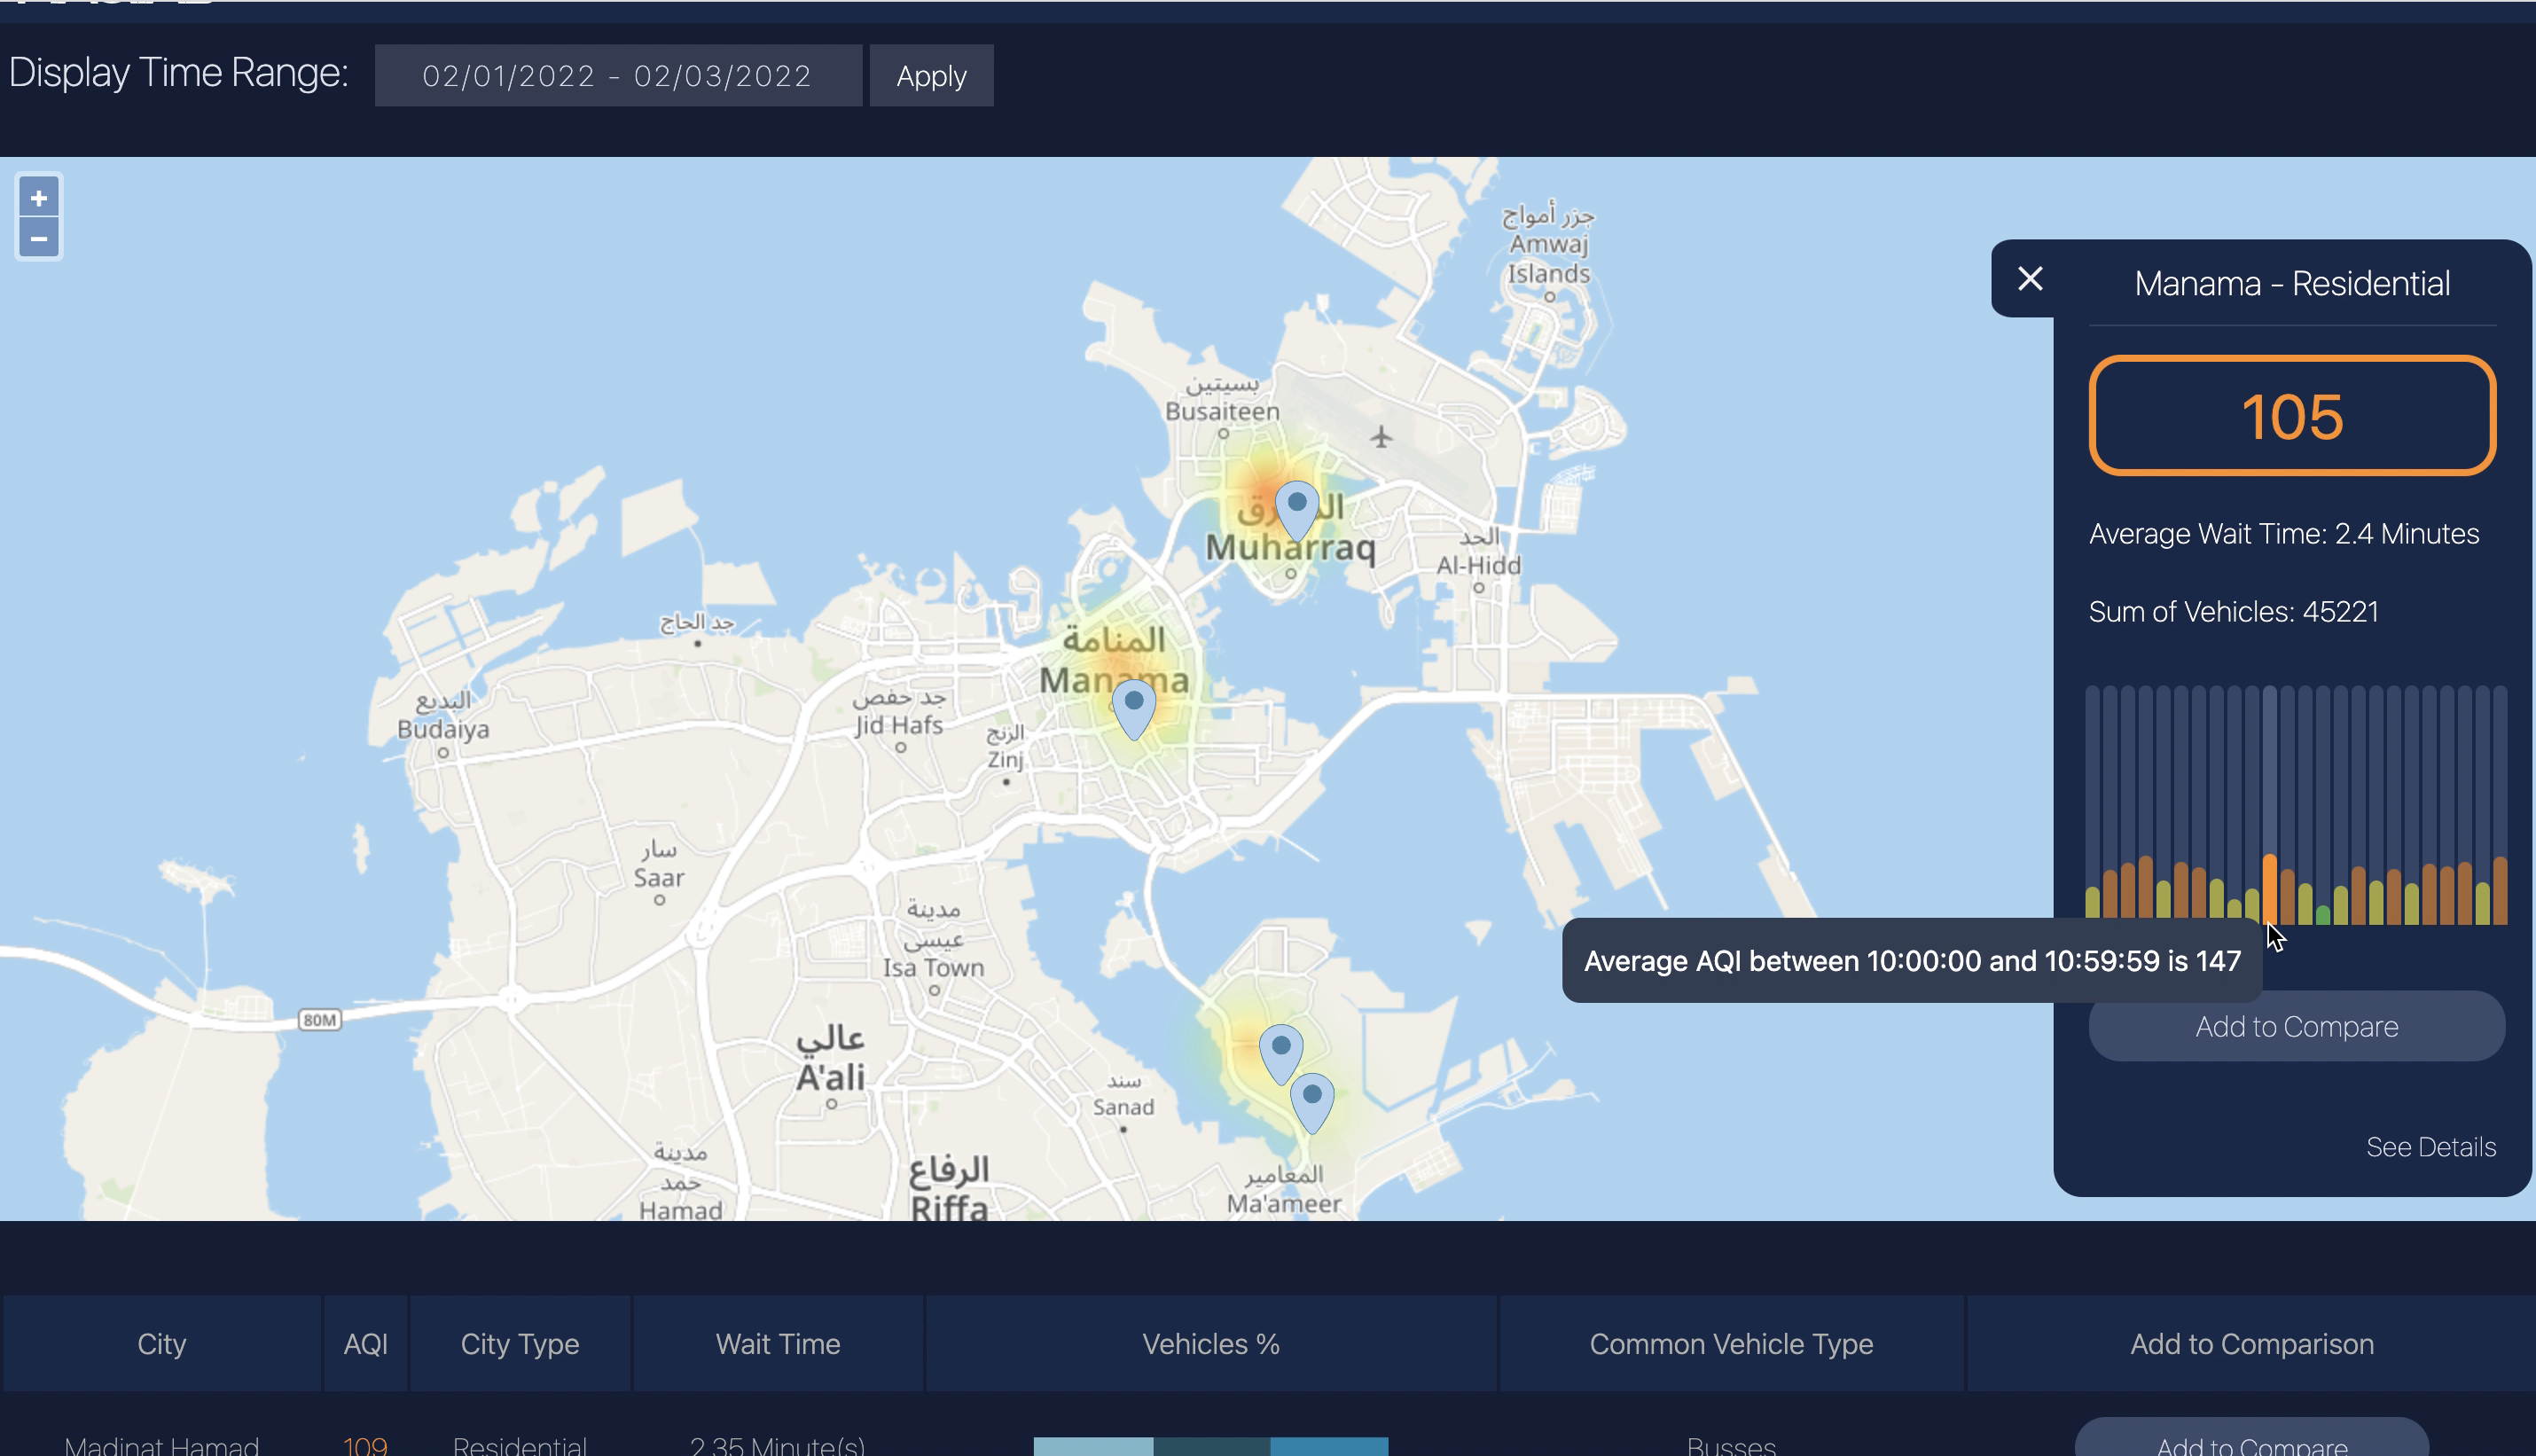 Display Time Range:
02/01/2022 - 02/03/2022
Apply
+
−
جزر أمواج
Amwaj
Islands
Manama - Residential
105
Average Wait Time: 2.4 Minutes
Sum of Vehicles: 45221
بسيتين
Busaiteen
Muharraq
الحد
Al-Hidd
جد الحاج
المنامة
Manama
البديع
Budaiya
جد حفص
Jid Hafs
الزنج
Zinj
سار
Saar
مدينة
عيسى
Isa Town
Average AQI between 10:00:00 and 10:59:59 is 147
80M
Add to Compare
عالي
A'ali
سند
Sanad
See Details
مدينة
حمد
Hamad
الرفاع
Riffa
المعامير
Ma'ameer
City
AQI
City Type
Wait Time
Vehicles %
Common Vehicle Type
Add to Comparison
Madinat Hamad
109
Residential
2.35 Minute(s)
Busses
Add to Compare